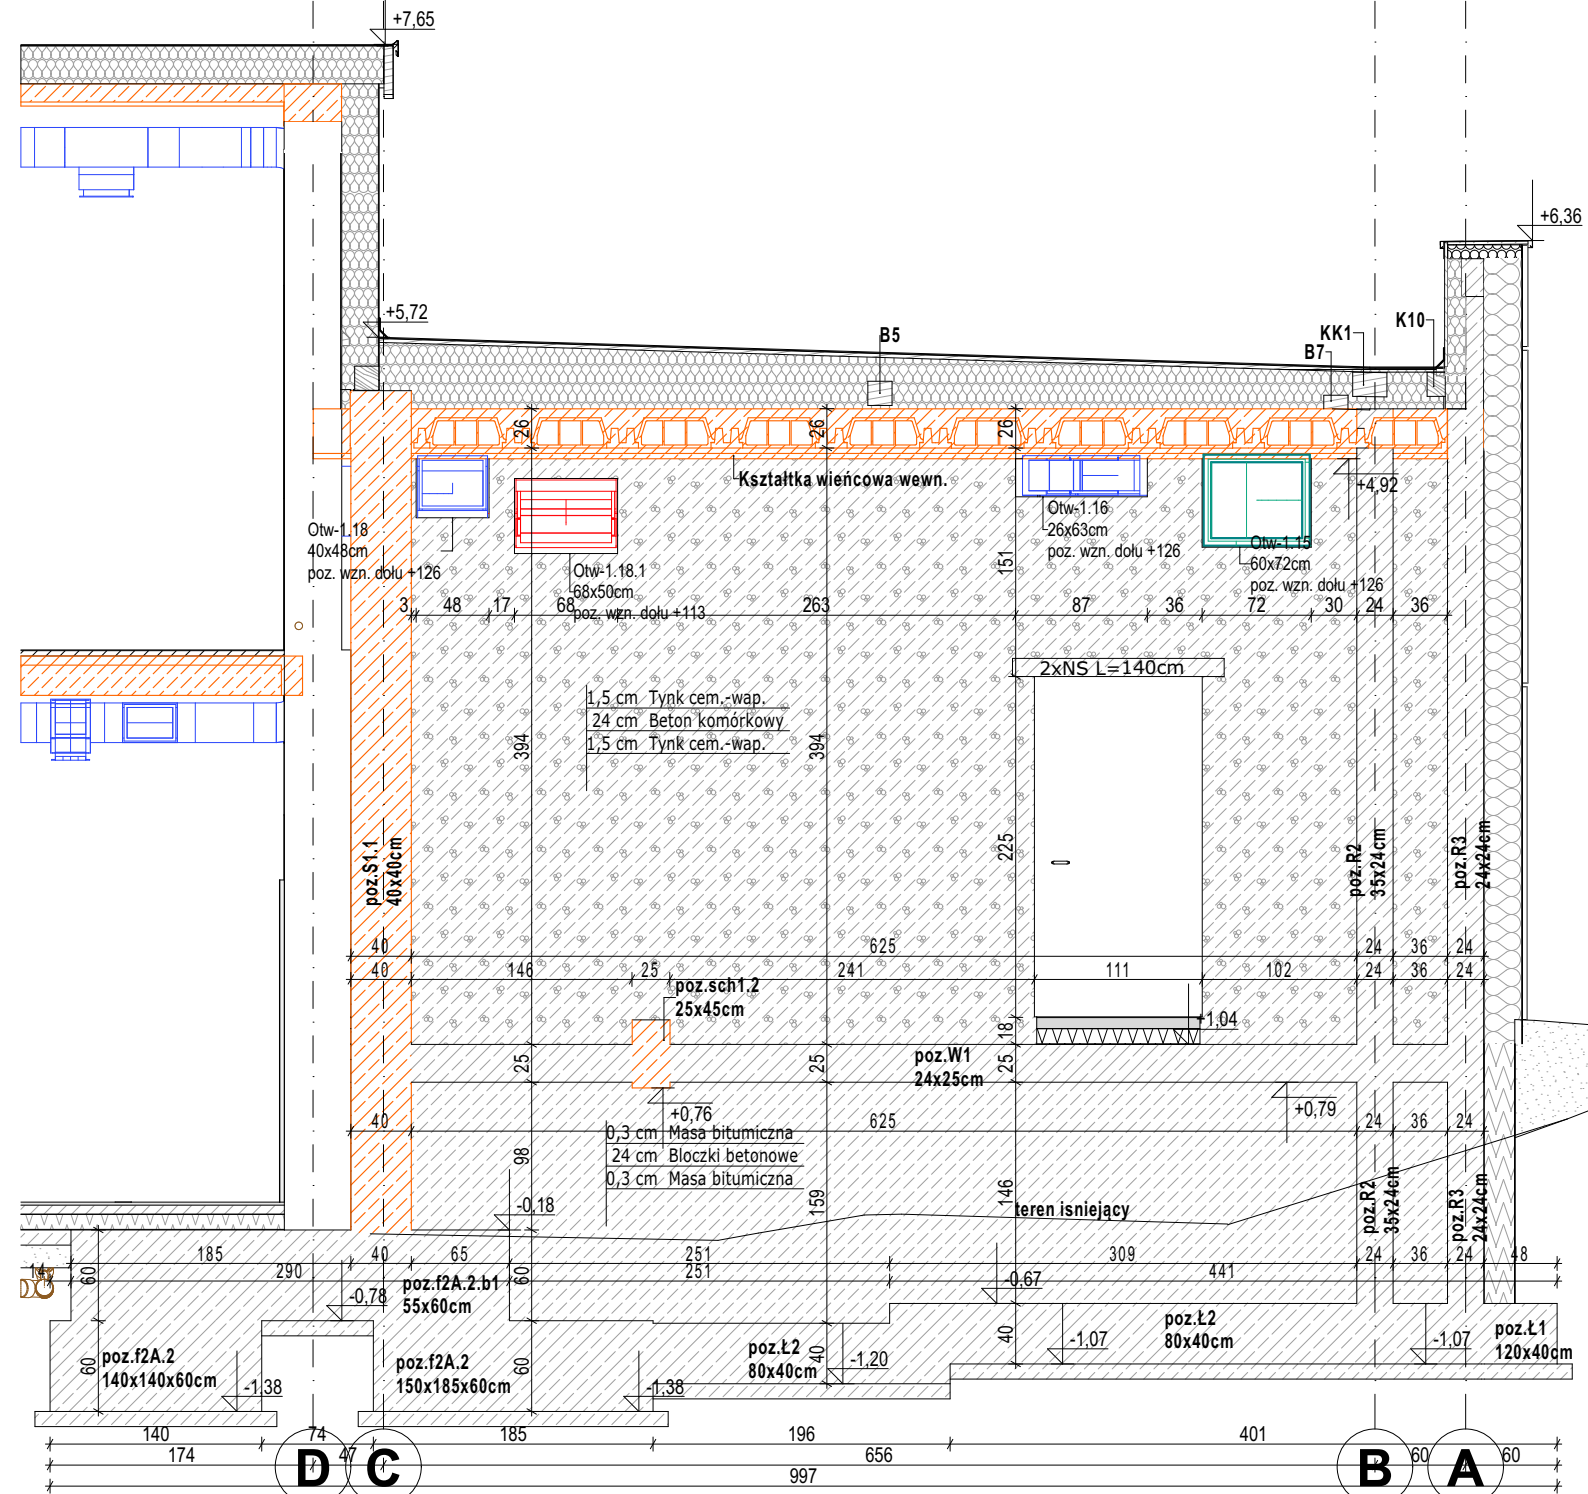 +7,65
+6,36
+5,72
B5
KK1
K10
B7
26
26
26
Kształtka wieńcowa wewn.
+4,92
Otw-1.18
40x48cm
poz. wzn. dołu +126
Otw-1.18.1
68x50cm
poz. wzn. dołu +113
Otw-1.16
26x63cm
poz. wzn. dołu +126
Otw-1.15
60x72cm
poz. wzn. dołu +126
151
3
48
17
68
263
87
36
72
30
24
36
2xNS L=140cm
1,5 cm Tynk cem.-wap.
24 cm Beton komórkowy
1,5 cm Tynk cem.-wap.
394
394
225
poz.S1.1
40x40cm
poz.R2
35x24cm
poz.R3
24x24cm
40
625
24
36
24
40
146
25
241
111
102
24
36
24
poz.sch1.2
25x45cm
+1,04
18
25
25
25
poz.W1
24x25cm
+0,76
+0,79
40
625
24
36
24
0,3 cm Masa bitumiczna
24 cm Bloczki betonowe
0,3 cm Masa bitumiczna
98
159
146
-0,18
teren isniejący
poz.R2
35x24cm
poz.R3
24x24cm
185
40
65
251
309
24
36
24
48
14
290
251
441
60
60
poz.f2A.2.b1
55x60cm
-0,78
-0,67
poz.f2A.2
140x140x60cm
60
-1,38
poz.f2A.2
150x185x60cm
60
-1,38
poz.Ł2
80x40cm
40
-1,20
40
-1,07
poz.Ł2
80x40cm
-1,07
poz.Ł1
120x40cm
140
74
185
196
401
174
47
656
60
60
997
D
C
B
A